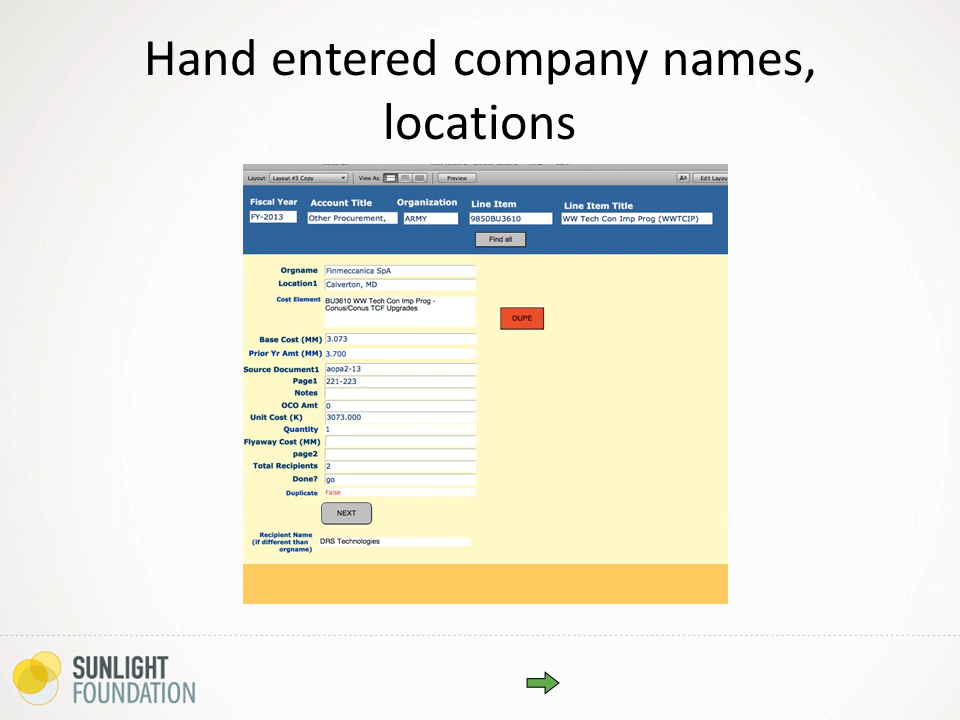 Hand entered company names,
locations
Layout: Layout #3 Copy View As: Preview Aa Edit Layou
Fiscal Year Account Title Organization Line Item Line Item Title
FY-2013 Other Procurement, ARMY 9850BU3610 WW Tech Con Imp Prog (WWTCIP)
Find all
Orgname Finmeccanica SpA
Location1 Calverton, MD
Cost Element BU3610 WW Tech Con Imp Prog -
Conus/Conus TCF Upgrades
DUPE
Base Cost (MM) 3.073
Prior Yr Amt (MM) 3.700
Source Document1 aopa2-13
Page1 221-223
Notes
OCO Amt 0
Unit Cost (K) 3073.000
Quantity 1
Flyaway Cost (MM)
page2
Total Recipients 2
Done? go
Duplicate False
NEXT
Recipient Name
(if different than DRS Technologies
orgname)
SUNLIGHT
FOUNDATION